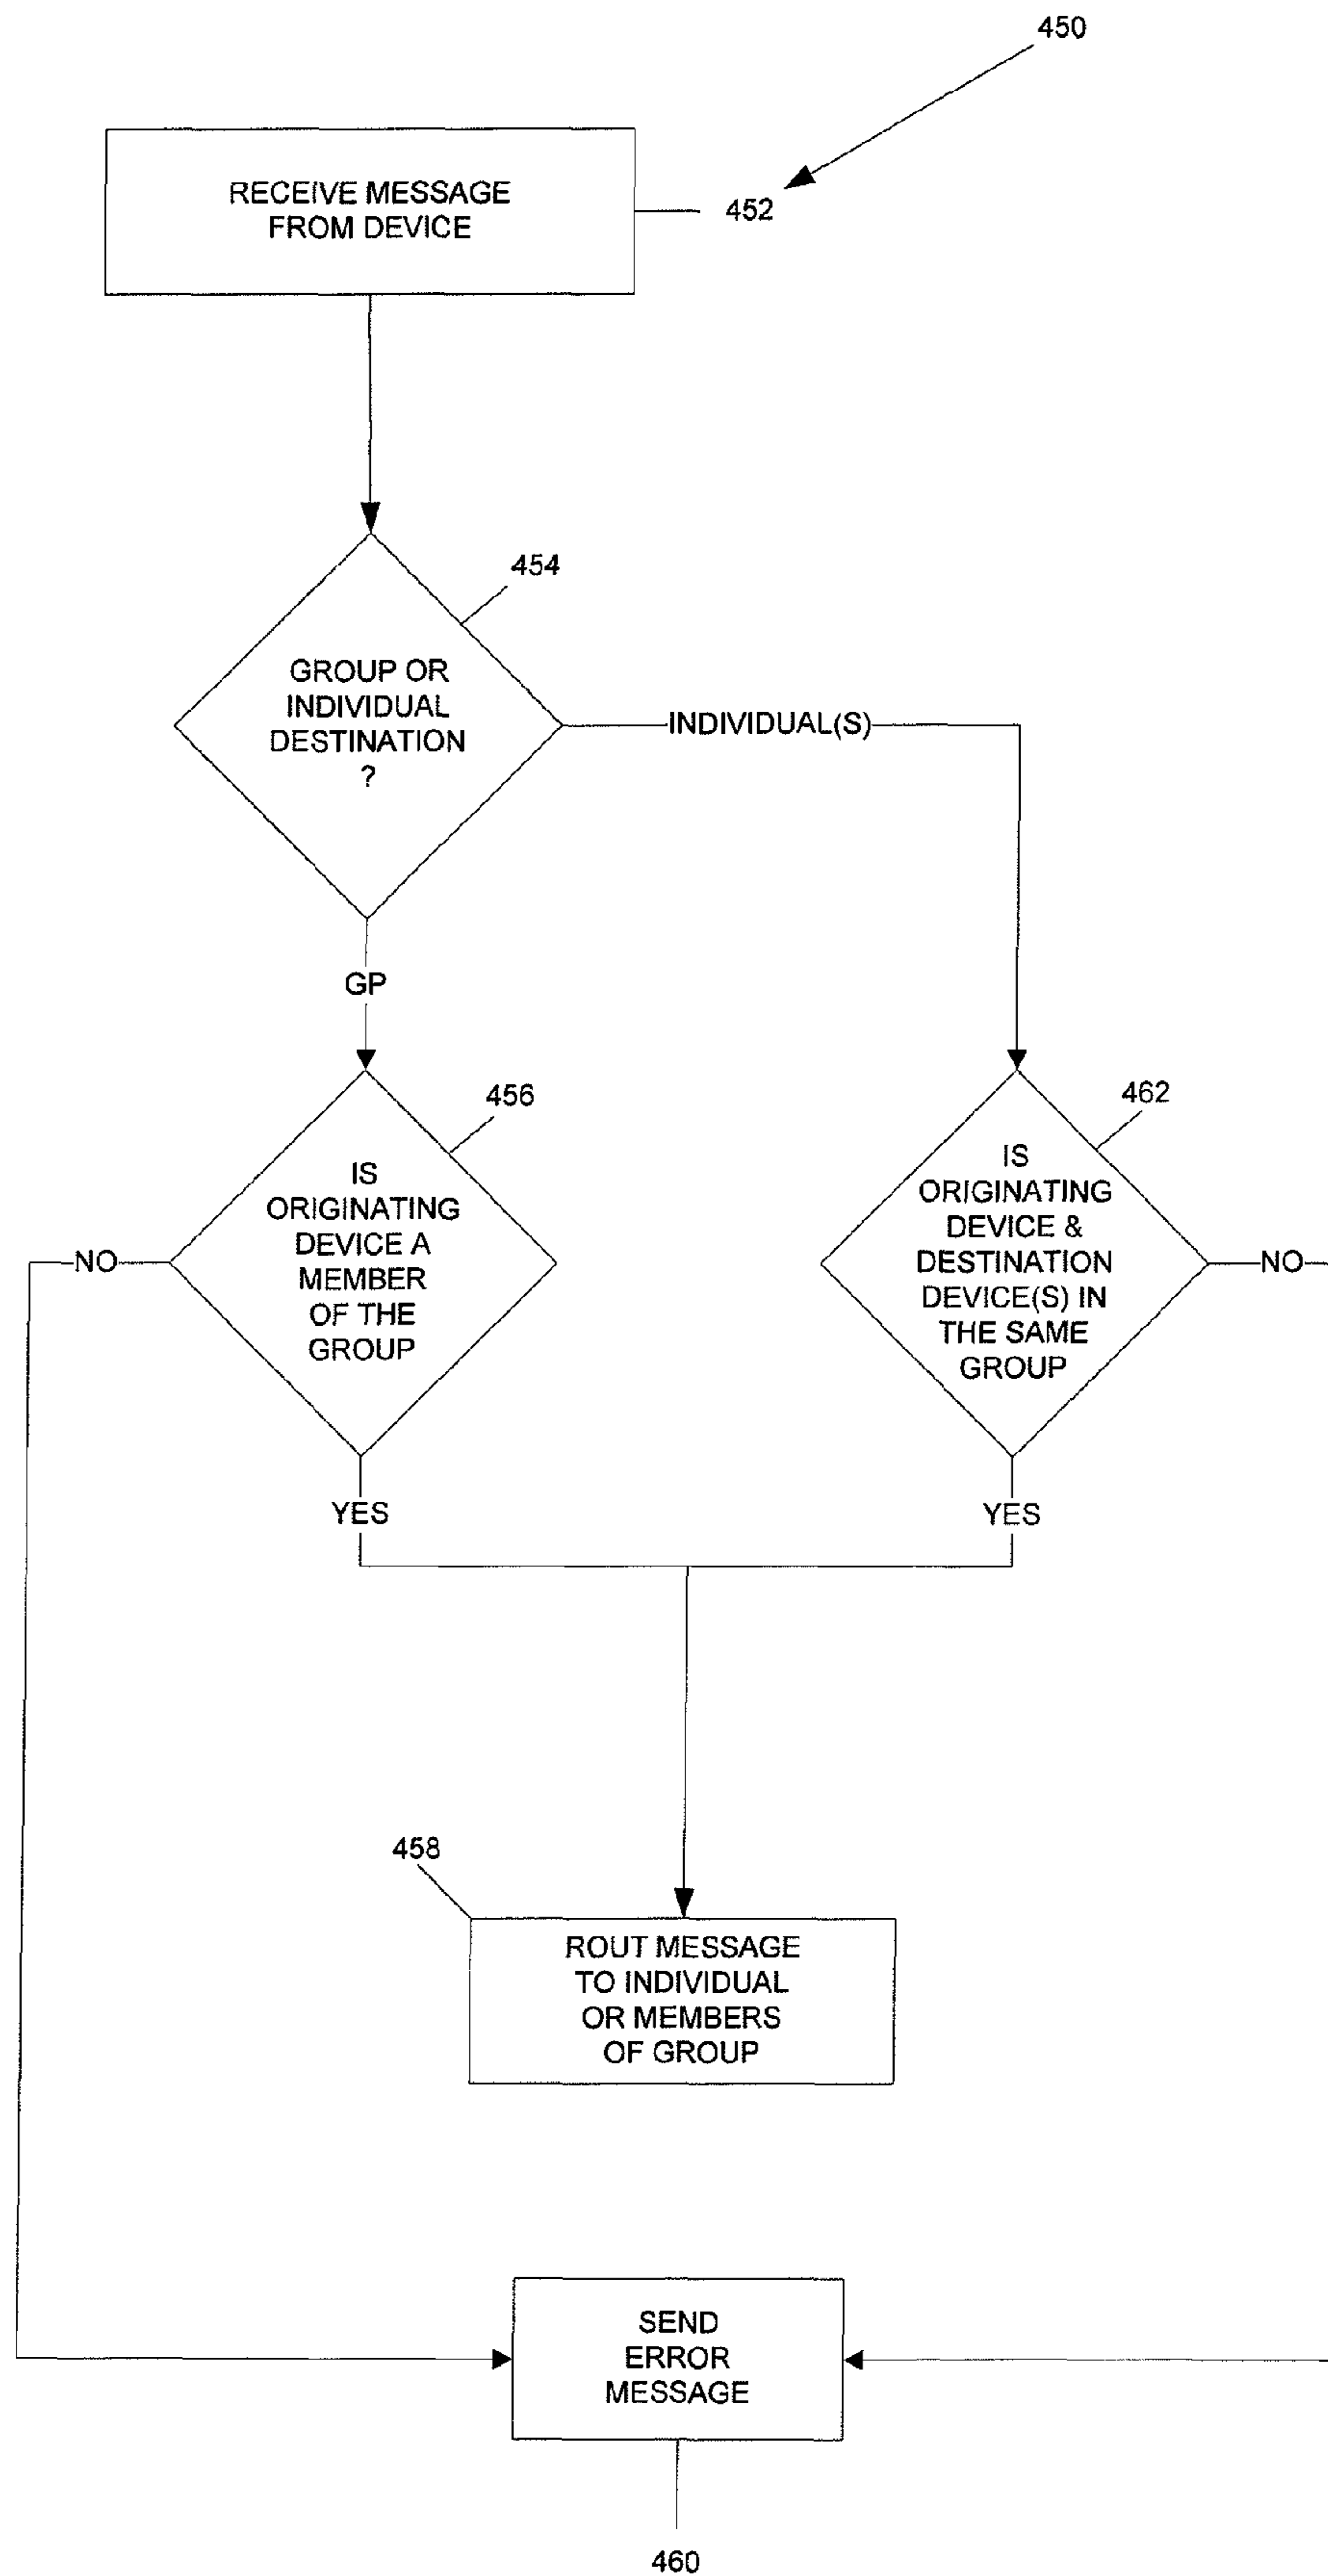 450
RECEIVE MESSAGE
FROM DEVICE
452
454
GROUP OR
INDIVIDUAL
DESTINATION
?
INDIVIDUAL(S)
GP
456
IS
ORIGINATING
DEVICE A
MEMBER
OF THE
GROUP
NO
YES
462
IS
ORIGINATING
DEVICE &
DESTINATION
DEVICE(S) IN
THE SAME
GROUP
NO
YES
458
ROUT MESSAGE
TO INDIVIDUAL
OR MEMBERS
OF GROUP
SEND
ERROR
MESSAGE
460